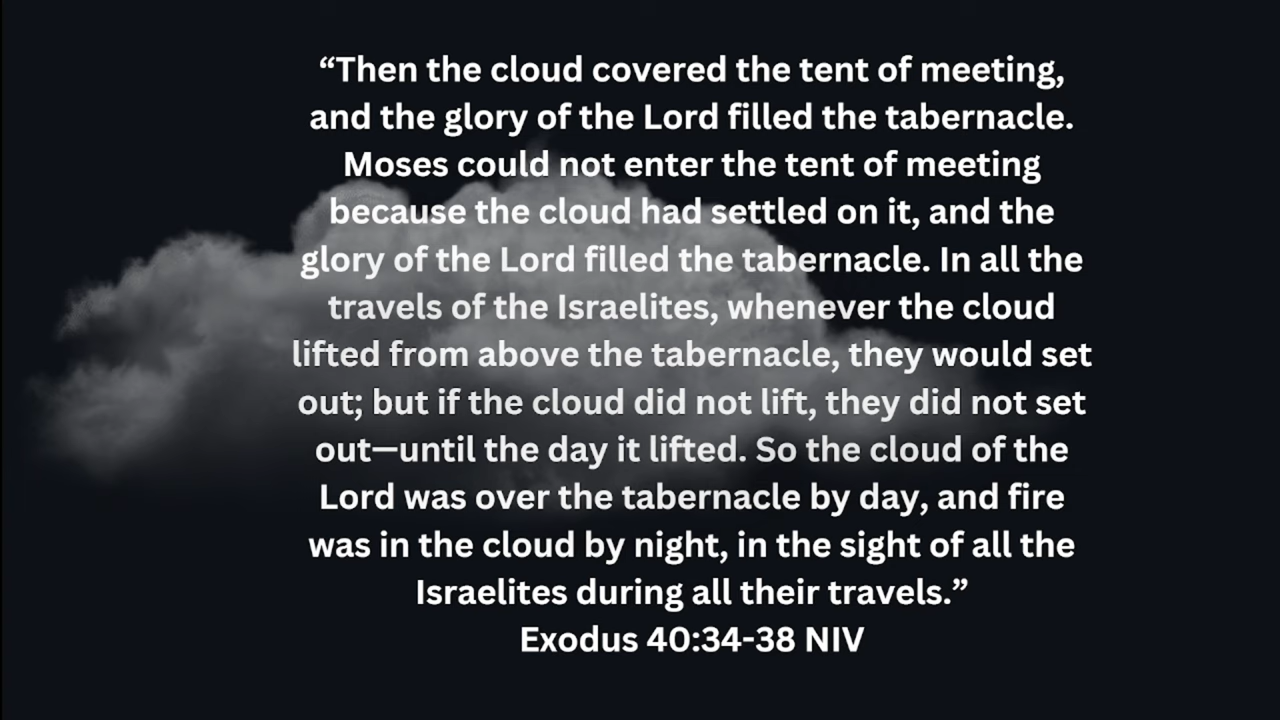 “Then the cloud covered the tent of meeting,
and the glory of the Lord filled the tabernacle.
Moses could not enter the tent of meeting
because the cloud had settled on it, and the
glory of the Lord filled the tabernacle. In all the
travels of the Israelites, whenever the cloud
lifted from above the tabernacle, they would set
out; but if the cloud did not lift, they did not set
out—until the day it lifted. So the cloud of the
Lord was over the tabernacle by day, and fire
was in the cloud by night, in the sight of all the
Israelites during all their travels.”
Exodus 40:34-38 NIV